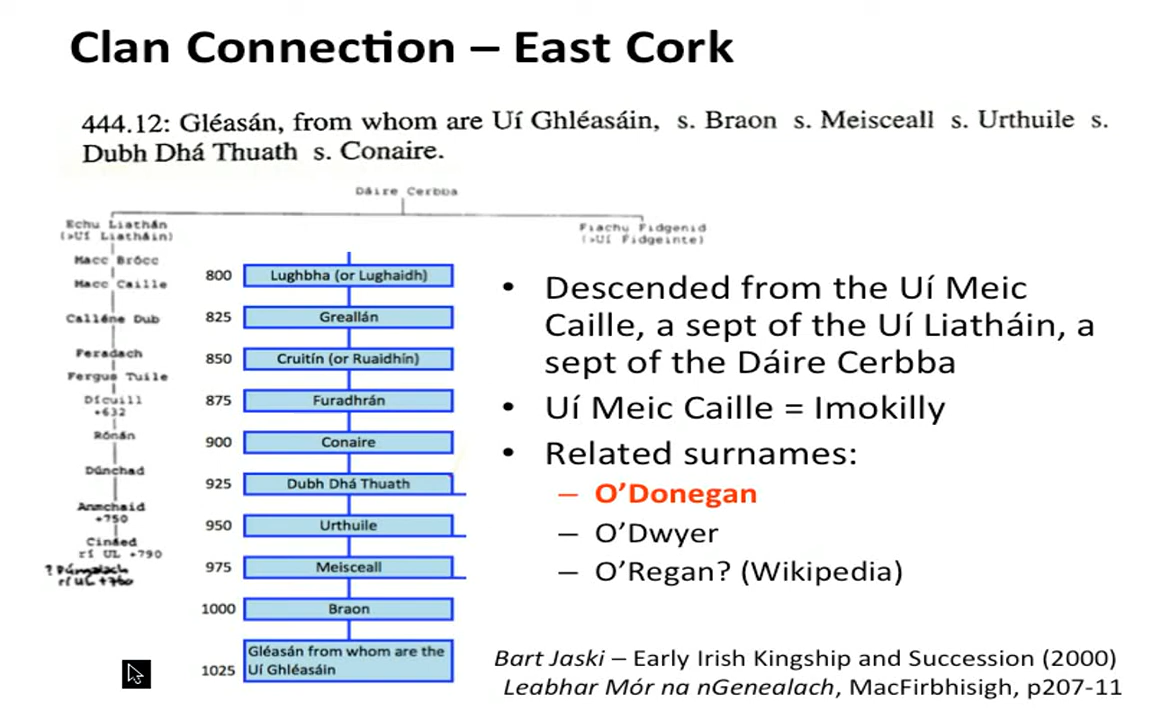 Clan Connection – East Cork
444.12: Gléasán, from whom are Uí Ghléasáin, s. Braon s. Meisceall s. Urthuile s.
Dubh Dhá Thuath s. Conaire.
Dáire Cerbba
Echu Liathán
(>Uí Liatháin)
Macc Brócc
Macc Caille
Calléne Dub
Feradach
Fergus Tuile
Dícuill
+632
Rónán
Dúnchad
Anmchaid
+750
Cináed
rí UL +790
rí UL +760
Fiachu Fidgenid
(>Uí Fidgeinte)
800 Lughbha (or Lughaidh)
825 Greallán
850 Cruitín (or Ruaidhín)
875 Furadhrán
900 Conaire
925 Dubh Dhá Thuath
950 Urthuile
975 Meisceall
1000 Braon
Gléasán from whom are the
1025 Uí Ghléasáin
• Descended from the Uí Meic
Caille, a sept of the Uí Liatháin, a
sept of the Dáire Cerbba
• Uí Meic Caille = Imokilly
• Related surnames:
– O'Donegan
– O'Dwyer
– O'Regan? (Wikipedia)
Bart Jaski – Early Irish Kingship and Succession (2000)
Leabhar Mór na nGenealach, MacFirbhisigh, p207-11